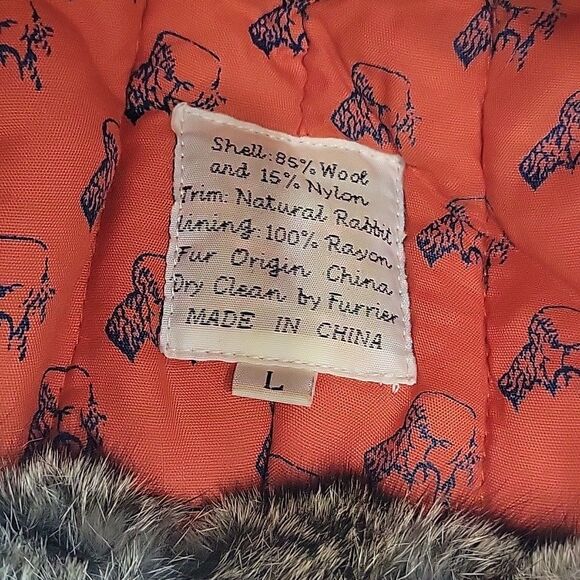 Shell: 85% Wool
and 15% Nylon
Trim: Natural Rabbit
Lining: 100% Rayon
Fur Origin China
Dry Clean by Furrier
MADE IN CHINA
L